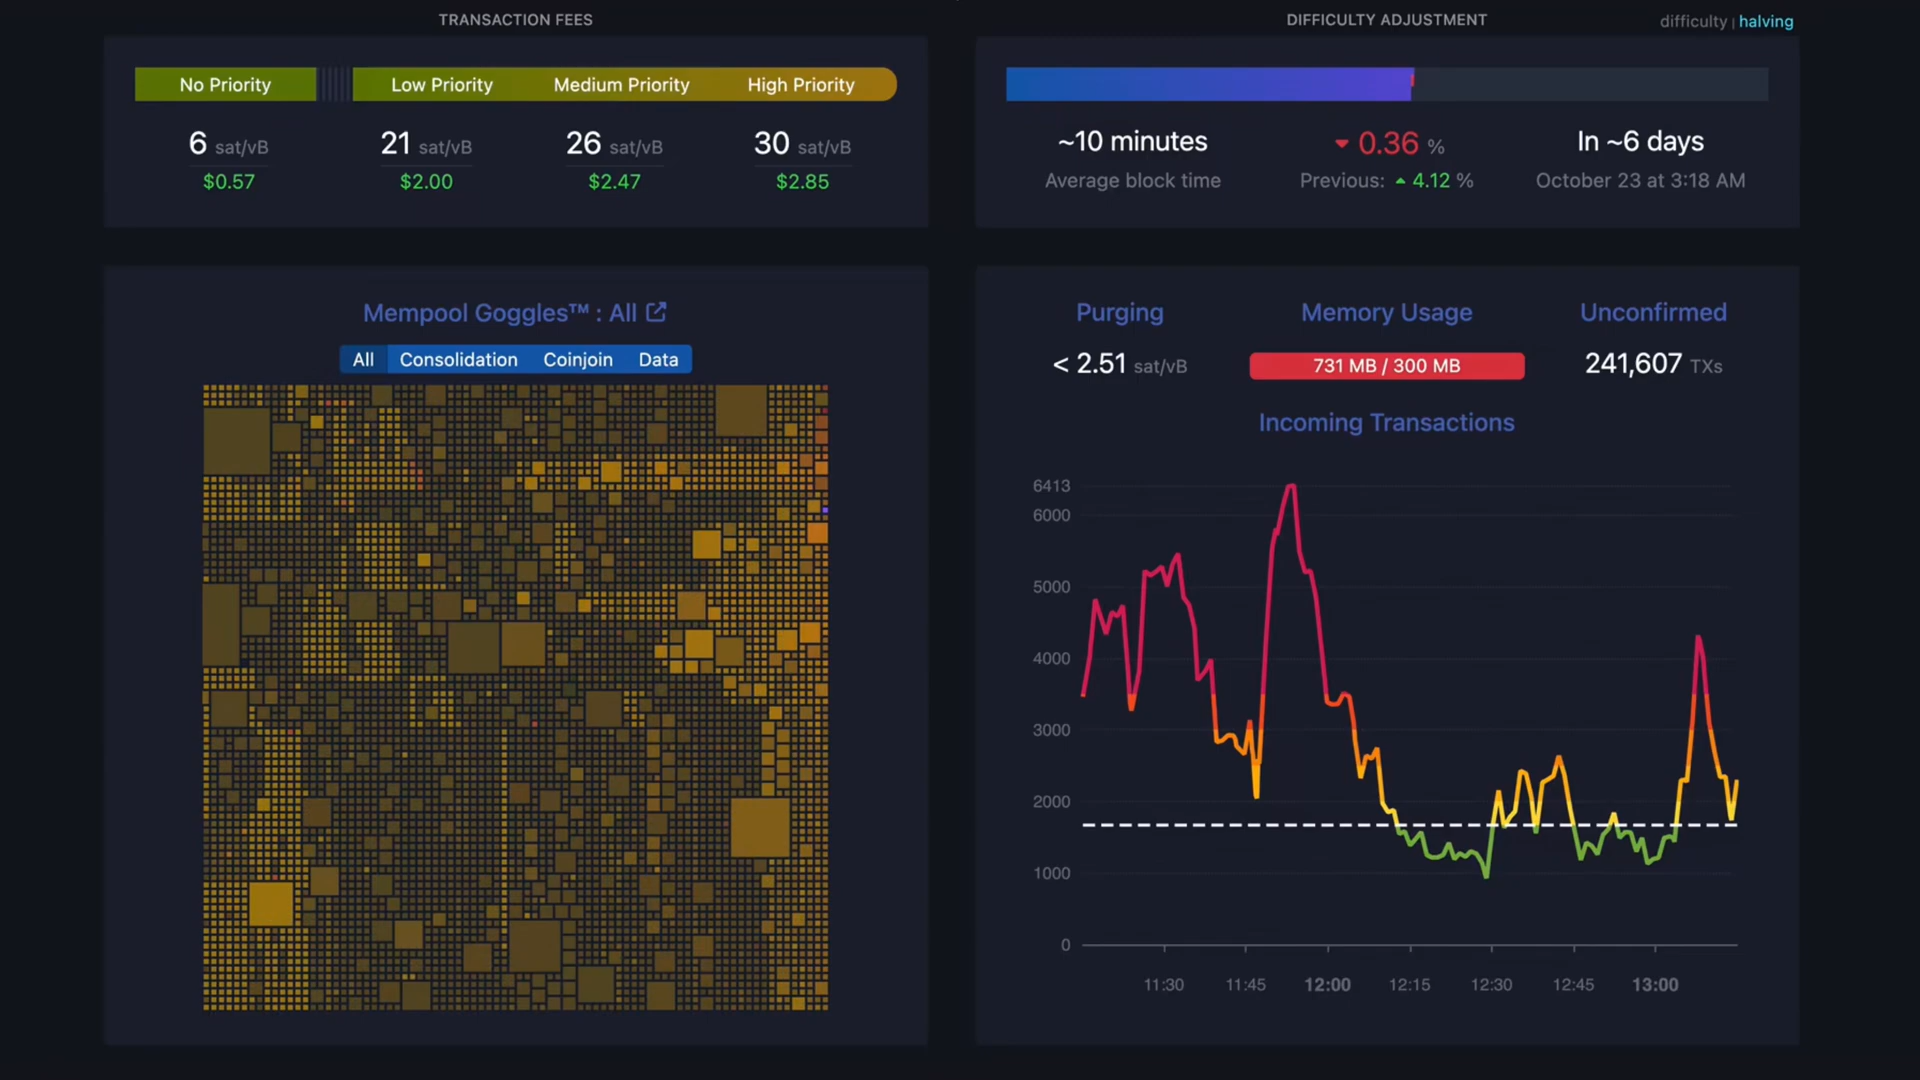 TRANSACTION FEES
No Priority Low Priority Medium Priority High Priority
6 sat/vB 21 sat/vB 26 sat/vB 30 sat/vB
$0.57 $2.00 $2.47 $2.85
DIFFICULTY ADJUSTMENT
difficulty | halving
~10 minutes ▼ 0.36 % In ~6 days
Average block time Previous: ▲ 4.12 % October 23 at 3:18 AM
Mempool Goggles™ : All
All Consolidation Coinjoin Data
Purging Memory Usage Unconfirmed
< 2.51 sat/vB 731 MB / 300 MB 241,607 TXs
Incoming Transactions
6413
6000
5000
4000
3000
2000
1000
0
11:30 11:45 12:00 12:15 12:30 12:45 13:00